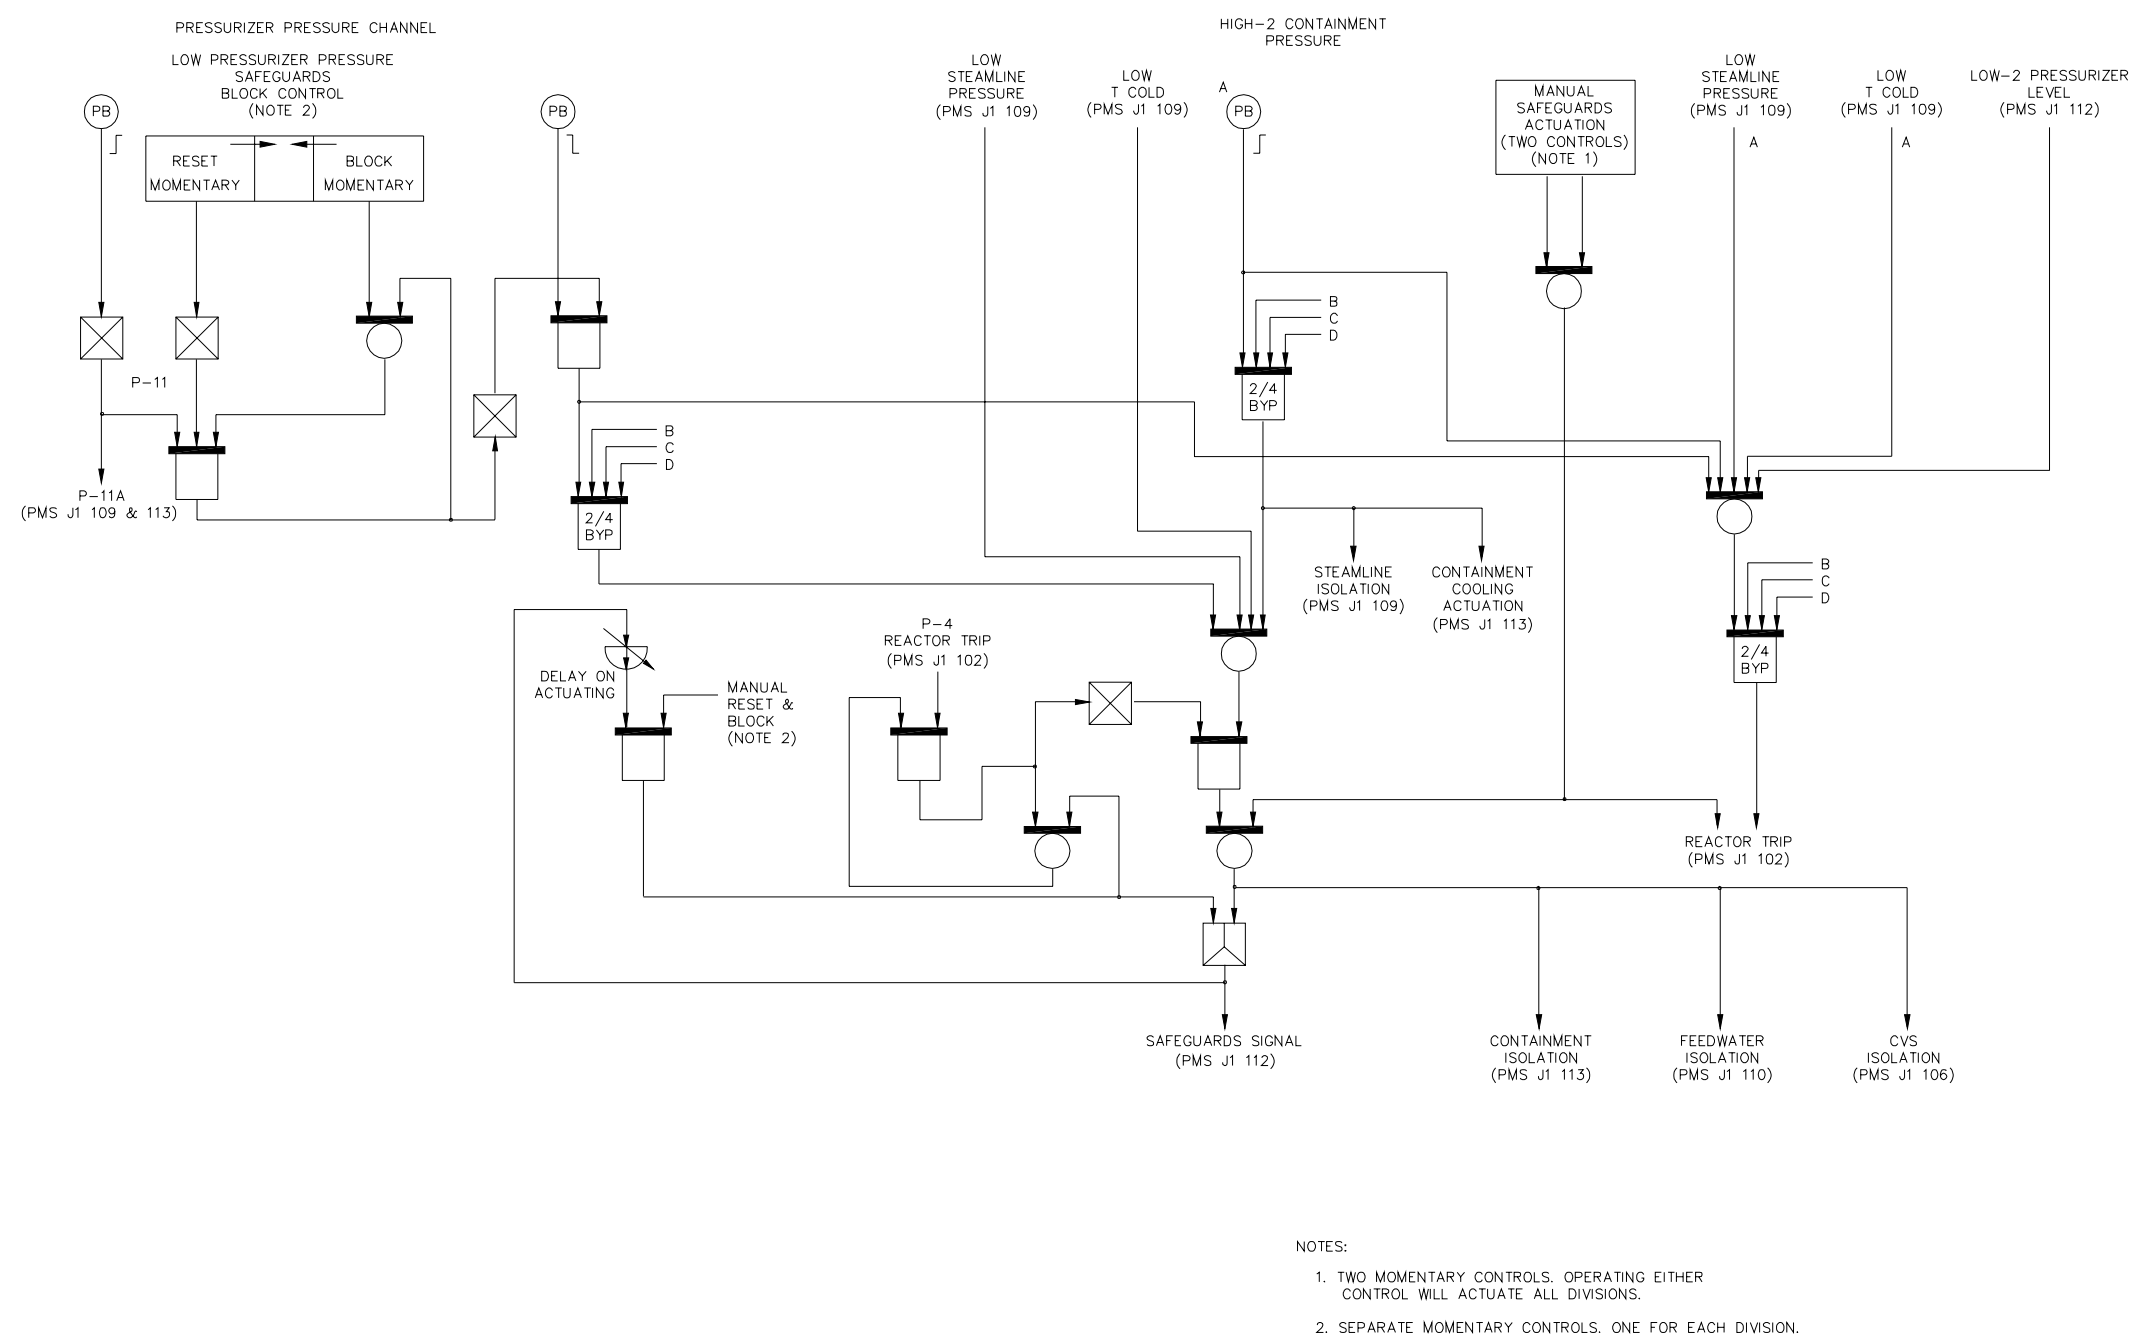 PRESSURIZER PRESSURE CHANNEL
LOW PRESSURIZER PRESSURE
SAFEGUARDS
BLOCK CONTROL
(NOTE 2)
PB
RESET
MOMENTARY
BLOCK
MOMENTARY
PB
P-11
P-11A
(PMS J1 109 & 113)
B
C
D
2/4
BYP
LOW
STEAMLINE
PRESSURE
(PMS J1 109)
LOW
T COLD
(PMS J1 109)
HIGH-2 CONTAINMENT
PRESSURE
A
PB
B
C
D
2/4
BYP
MANUAL
SAFEGUARDS
ACTUATION
(TWO CONTROLS)
(NOTE 1)
LOW
STEAMLINE
PRESSURE
(PMS J1 109)
A
LOW
T COLD
(PMS J1 109)
A
LOW-2 PRESSURIZER
LEVEL
(PMS J1 112)
STEAMLINE
ISOLATION
(PMS J1 109)
CONTAINMENT
COOLING
ACTUATION
(PMS J1 113)
B
C
D
2/4
BYP
DELAY ON
ACTUATING
MANUAL
RESET &
BLOCK
(NOTE 2)
P-4
REACTOR TRIP
(PMS J1 102)
REACTOR TRIP
(PMS J1 102)
SAFEGUARDS SIGNAL
(PMS J1 112)
CONTAINMENT
ISOLATION
(PMS J1 113)
FEEDWATER
ISOLATION
(PMS J1 110)
CVS
ISOLATION
(PMS J1 106)
NOTES:
1. TWO MOMENTARY CONTROLS. OPERATING EITHER
CONTROL WILL ACTUATE ALL DIVISIONS.
2. SEPARATE MOMENTARY CONTROLS. ONE FOR EACH DIVISION.